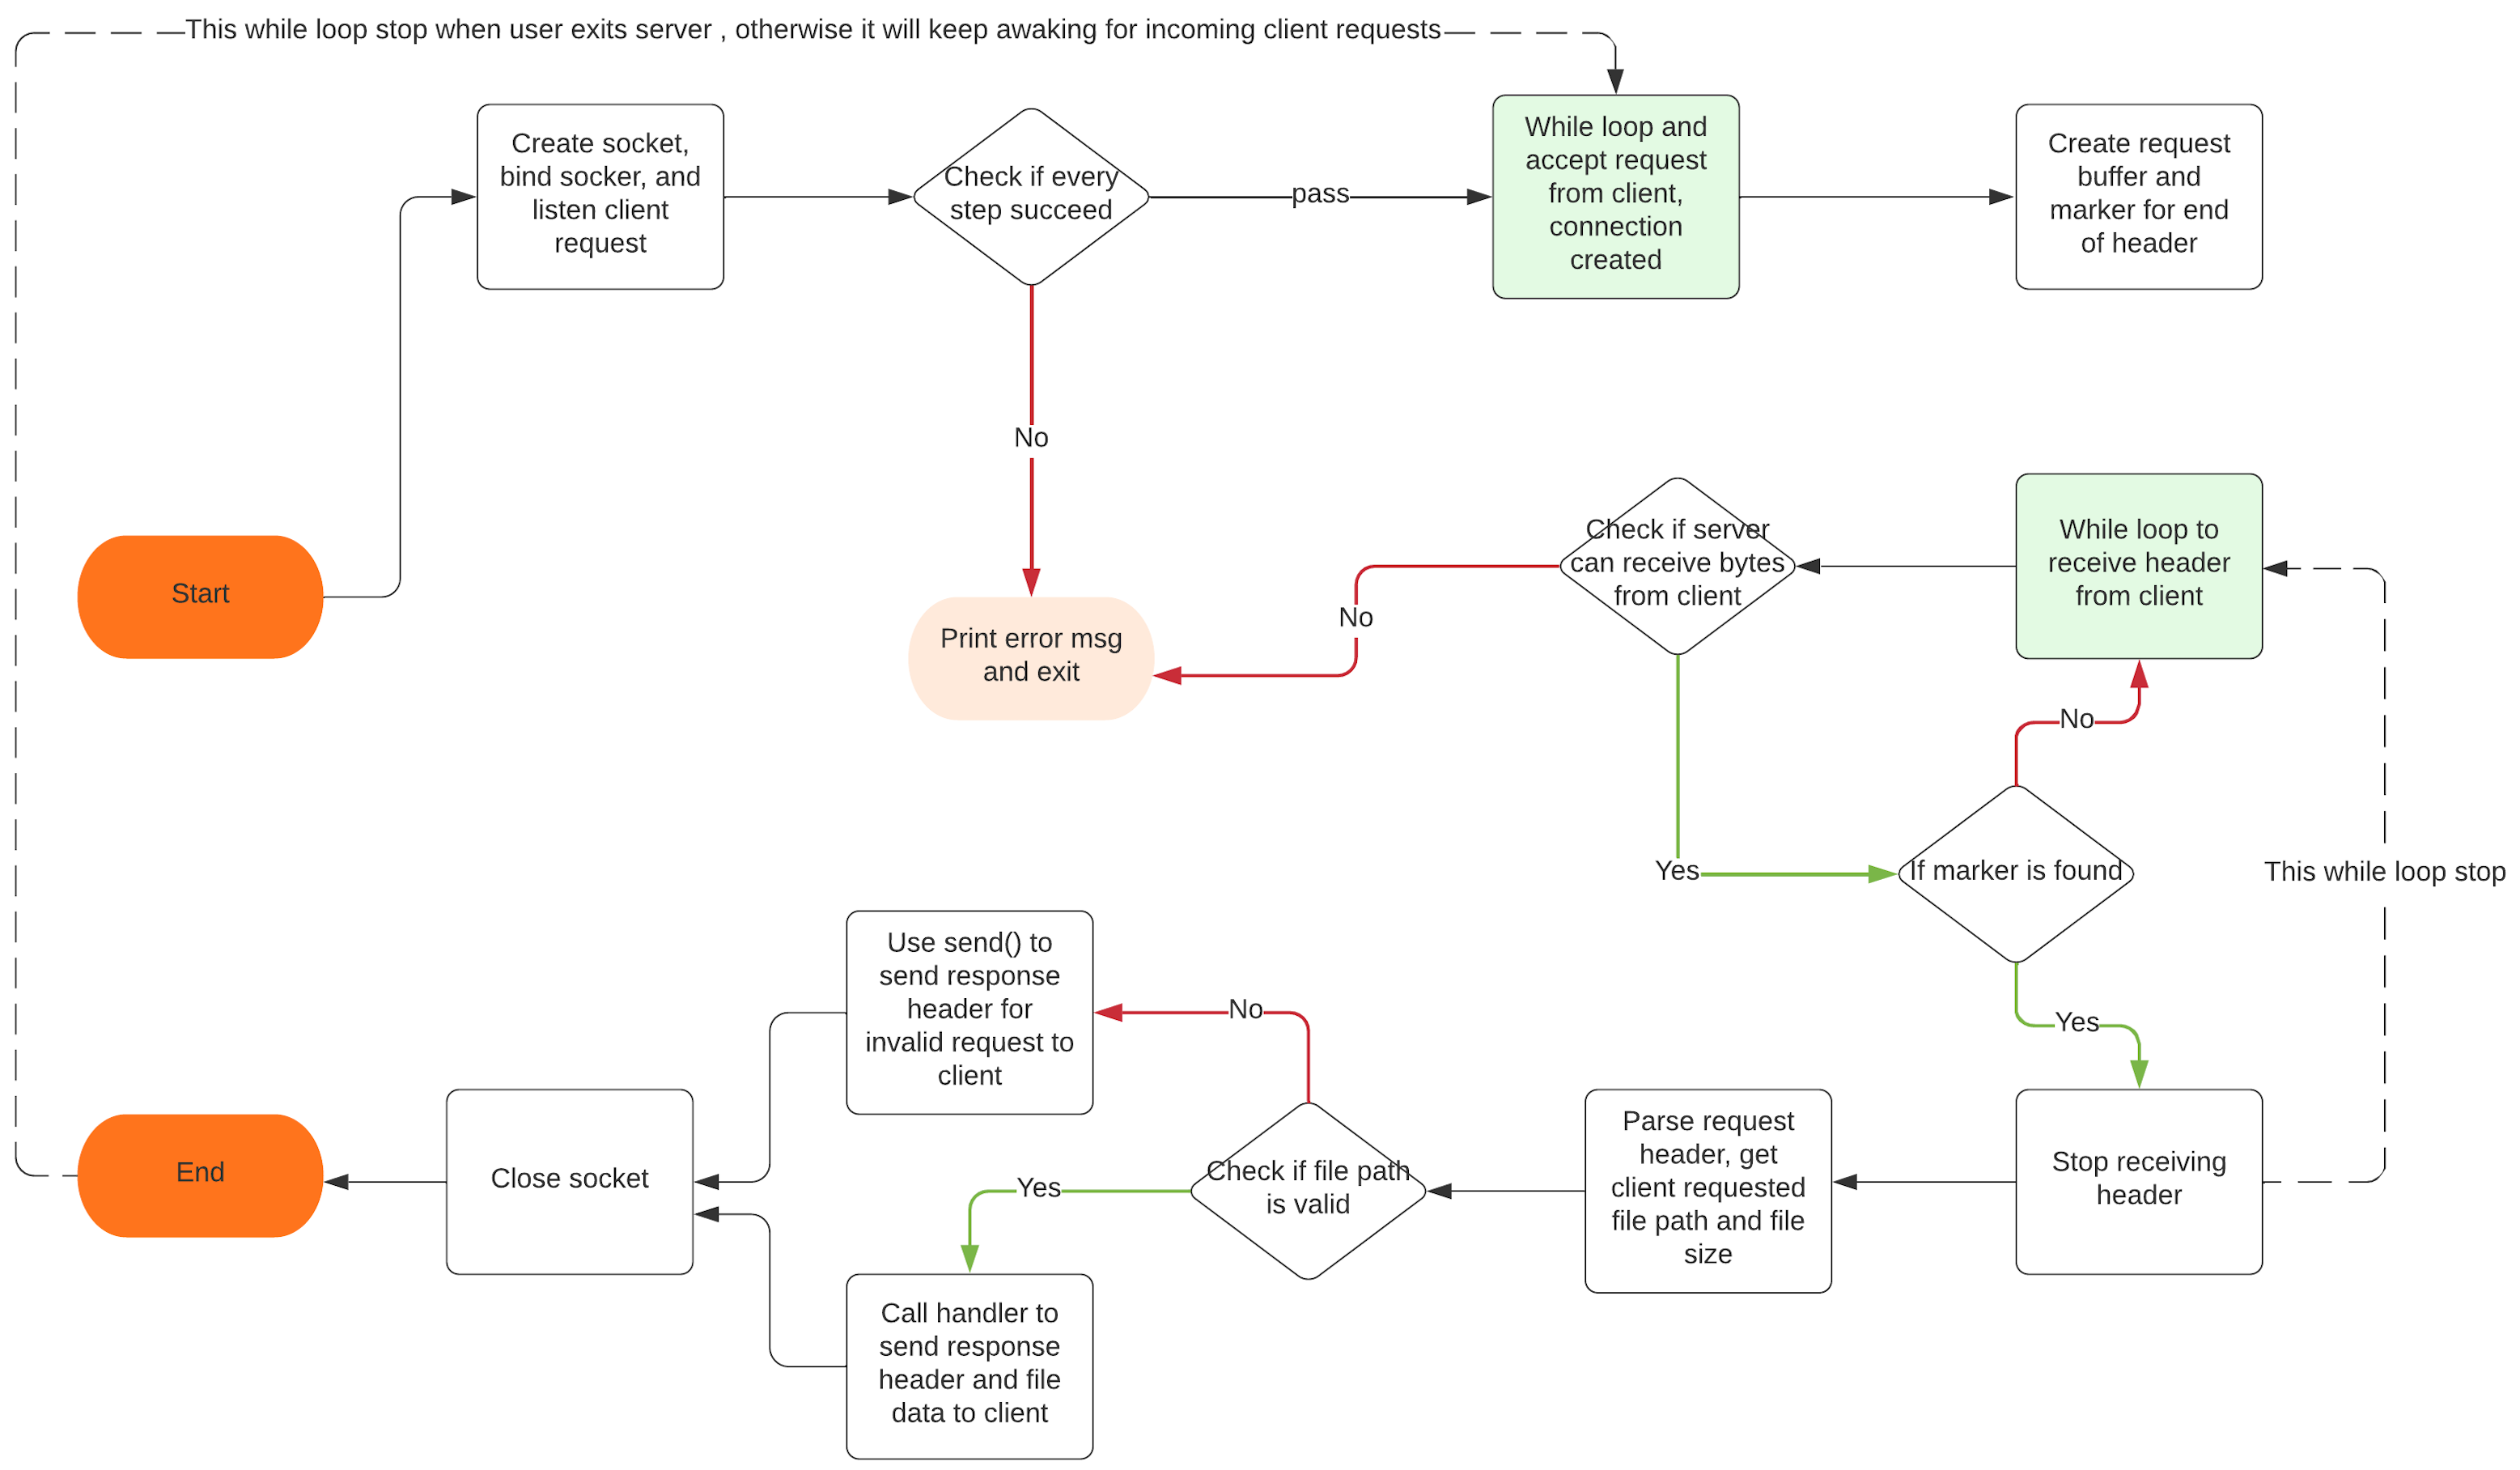 This while loop stop when user exits server , otherwise it will keep awaking for incoming client requests
Create socket,
bind socker, and
listen client
request
Check if every
step succeed
pass
While loop and
accept request
from client,
connection
created
Create request
buffer and
marker for end
of header
No
Start
Print error msg
and exit
No
Check if server
can receive bytes
from client
While loop to
receive header
from client
No
Yes
If marker is found
This while loop stop
Yes
Use send() to
send response
header for
invalid request to
client
No
End
Close socket
Yes
Check if file path
is valid
Parse request
header, get
client requested
file path and file
size
Stop receiving
header
Call handler to
send response
header and file
data to client